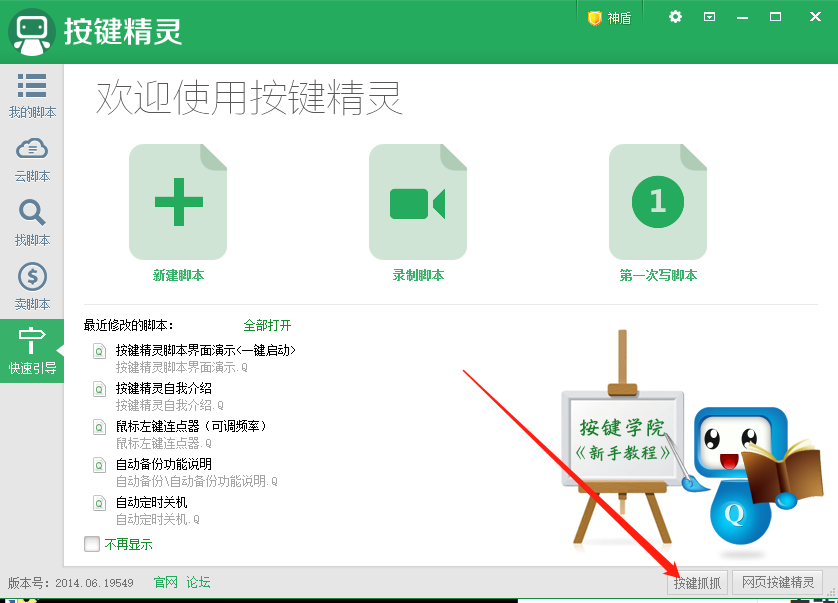 按键精灵
神盾
我的脚本
云脚本
找脚本
卖脚本
快速引导
欢迎使用按键精灵
新建脚本
录制脚本
1
第一次写脚本
最近修改的脚本： 全部打开
Q
按键精灵脚本界面演示<一键启动>
按键精灵脚本界面演示.Q
Q
按键精灵自我介绍
按键精灵自我介绍.Q
Q
鼠标左键连点器（可调频率）
鼠标左键连点器.Q
Q
自动备份功能说明
自动备份\自动备份功能说明.Q
Q
自动定时关机
自动定时关机.Q
不再显示
按键学院
《新手教程》
Q
版本号：2014.06.19549 官网 论坛
按键抓抓
网页按键精灵